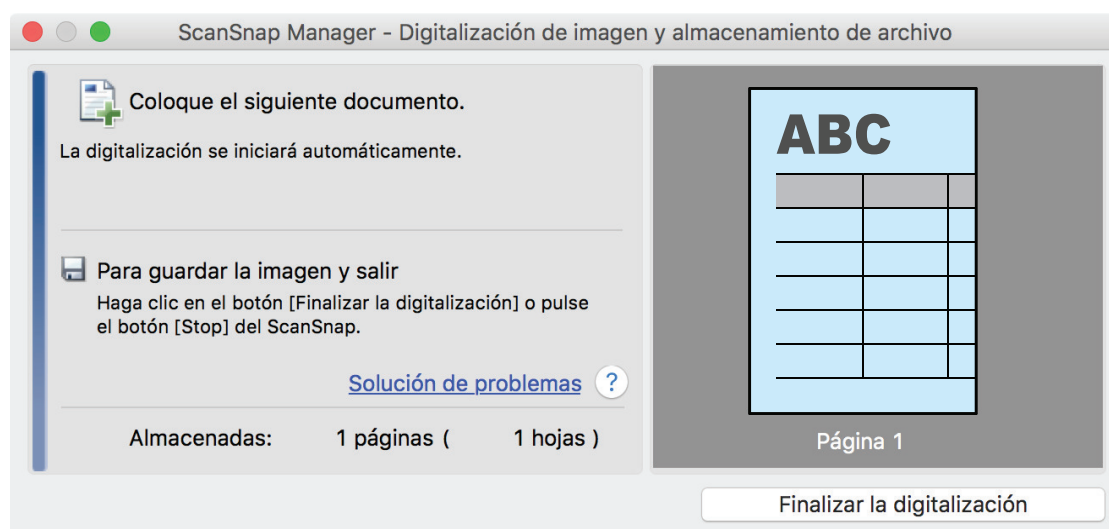 ScanSnap Manager - Digitalización de imagen y almacenamiento de archivo
Coloque el siguiente documento.
La digitalización se iniciará automáticamente.
Para guardar la imagen y salir
Haga clic en el botón [Finalizar la digitalización] o pulse
el botón [Stop] del ScanSnap.
Solución de problemas ?
Almacenadas: 1 páginas ( 1 hojas )
ABC
Página 1
Finalizar la digitalización